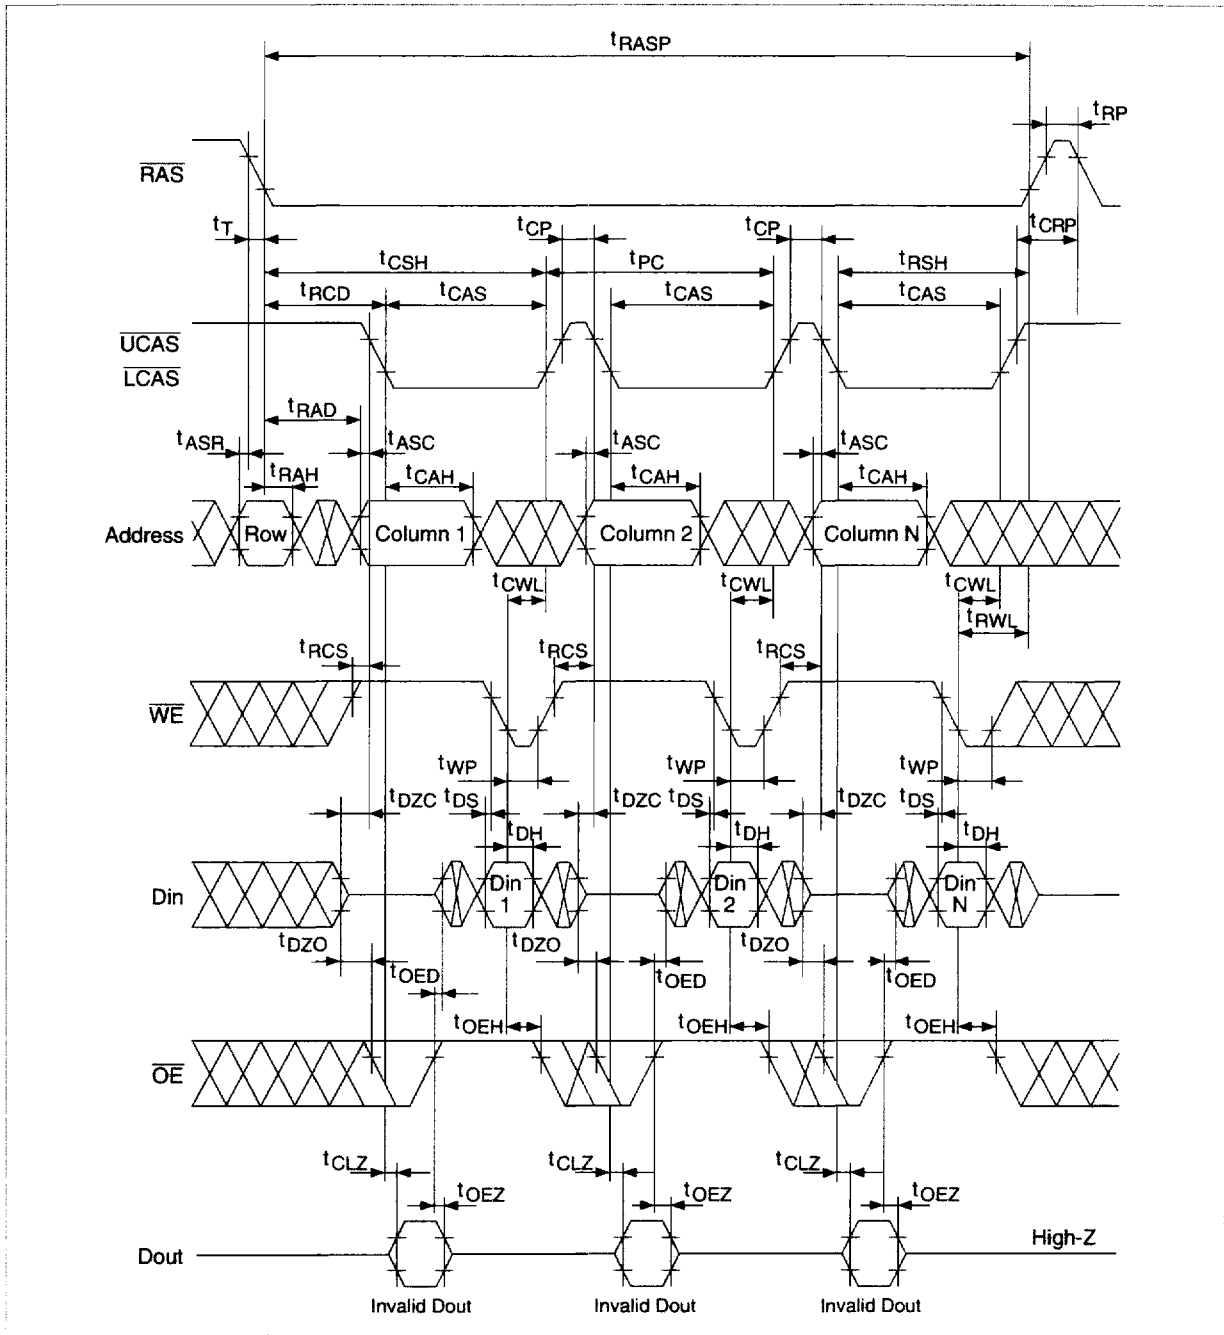 tRASP
tRP
RAS
tT tCP tCP tCRP
tCSH tPC tRSH
tRCD tCAS tCAS tCAS
UCAS
LCAS
tRAD
tASR tASC tASC tASC
tRAH tCAH tCAH tCAH
Address Row Column 1 Column 2 Column N
tCWL tCWL tCWL
tRWL
tRCS tRCS tRCS
WE
tWP tWP tWP
tDZC tDS tDZC tDS tDZC tDS
tDH tDH tDH
Din Din 1 Din 2 Din N
tDZO tDZO tDZO
tOED tOED tOED
tOEH tOEH tOEH
OE
tCLZ tCLZ tCLZ
tOEZ tOEZ tOEZ
Dout High-Z
Invalid Dout Invalid Dout Invalid Dout